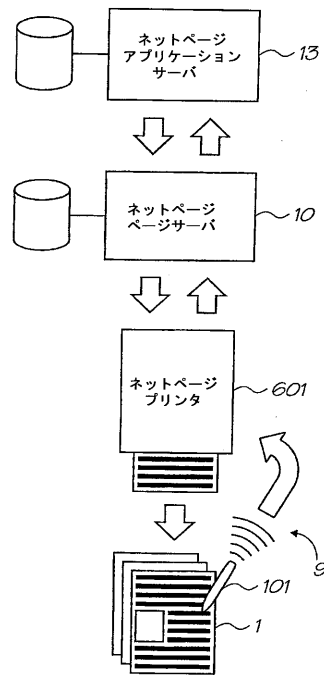 ネットページ
アプリケーション
サーバ
13
ネットページ
ページサーバ
10
ネットページ
プリンタ
601
9
101
1